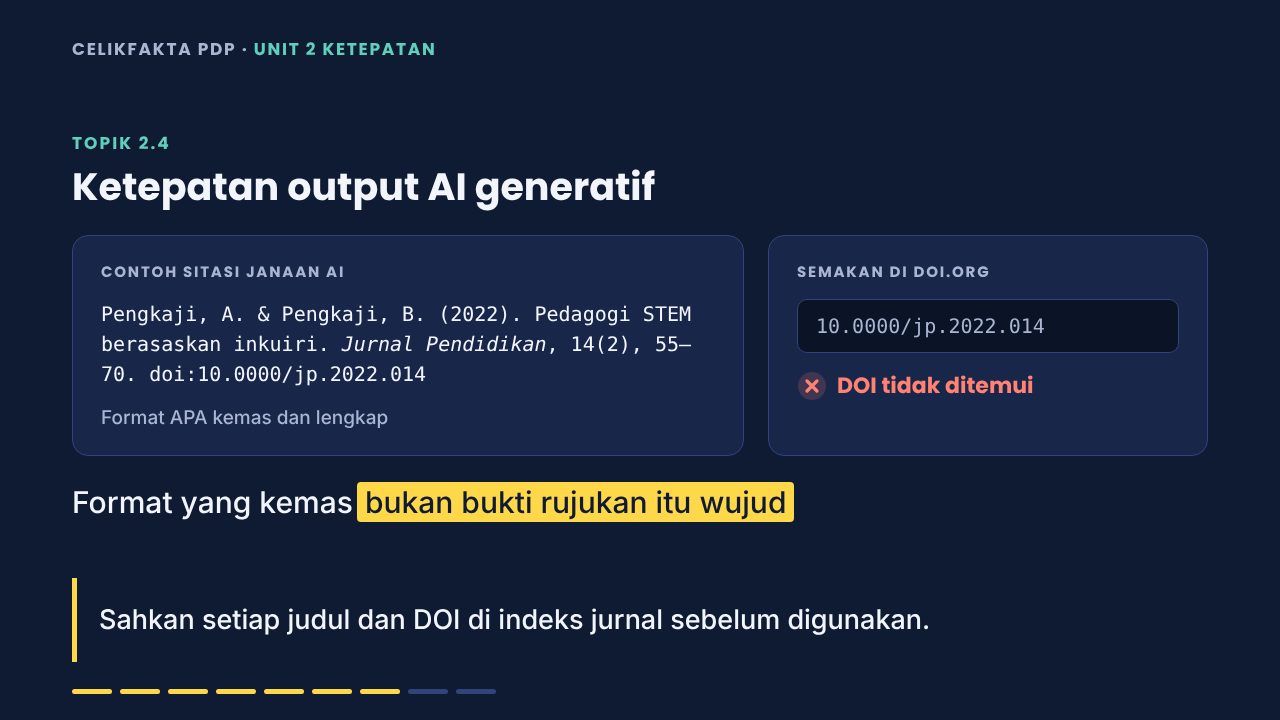 CELIKFAKTA PDP · UNIT 2 KETEPATAN
TOPIK 2.4
Ketepatan output AI generatif
CONTOH SITASI JANAAN AI
Pengkaji, A. & Pengkaji, B. (2022). Pedagogi STEM
berasaskan inkuiri. Jurnal Pendidikan, 14(2), 55–
70. doi:10.0000/jp.2022.014
Format APA kemas dan lengkap
SEMAKAN DI DOI.ORG
10.0000/jp.2022.014
DOI tidak ditemui
Format yang kemas bukan bukti rujukan itu wujud
Sahkan setiap judul dan DOI di indeks jurnal sebelum digunakan.